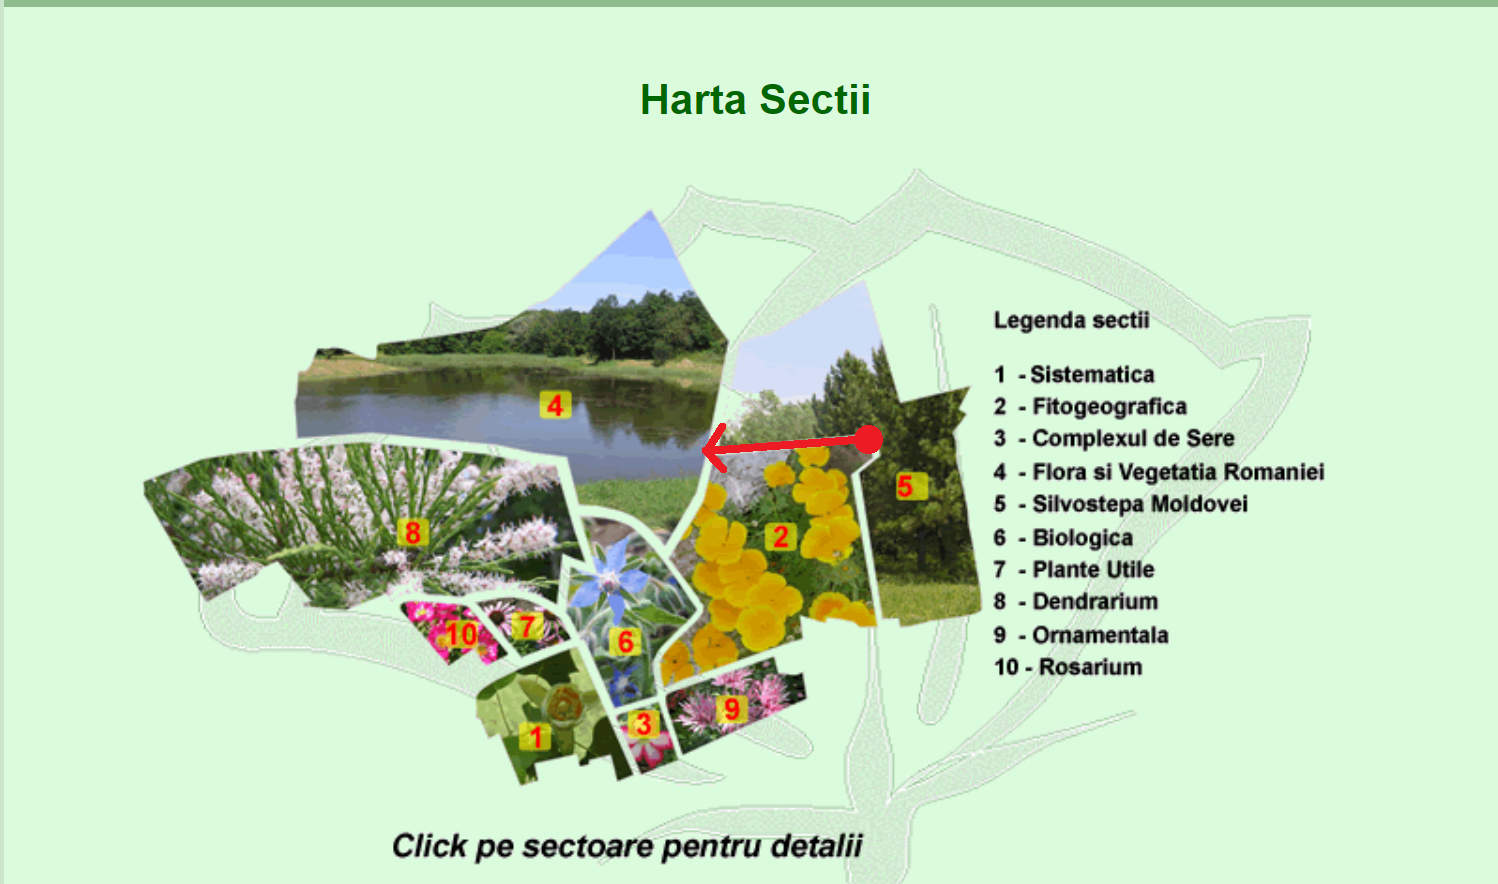 Harta Sectii
Legenda sectii
1 - Sistematica
2 - Fitogeografica
3 - Complexul de Sere
4 - Flora si Vegetatia Romaniei
5 - Silvostepa Moldovei
6 - Biologica
7 - Plante Utile
8 - Dendrarium
9 - Ornamentala
10 - Rosarium
4
5
8
2
10
7
6
9
3
1
Click pe sectoare pentru detalii